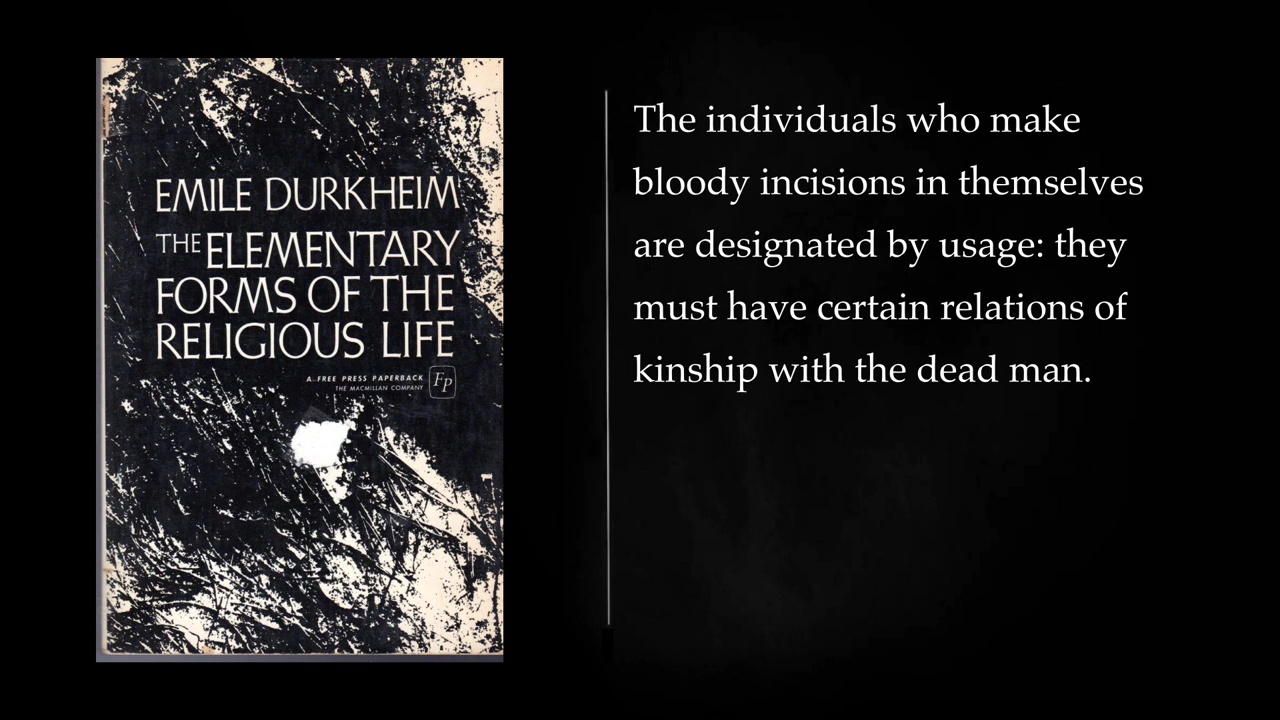 EMILE DURKHEIM
THE ELEMENTARY
FORMS OF THE
RELIGIOUS LIFE
A FREE PRESS PAPERBACK
THE MACMILLAN COMPANY
Fp
The individuals who make
bloody incisions in themselves
are designated by usage: they
must have certain relations of
kinship with the dead man.